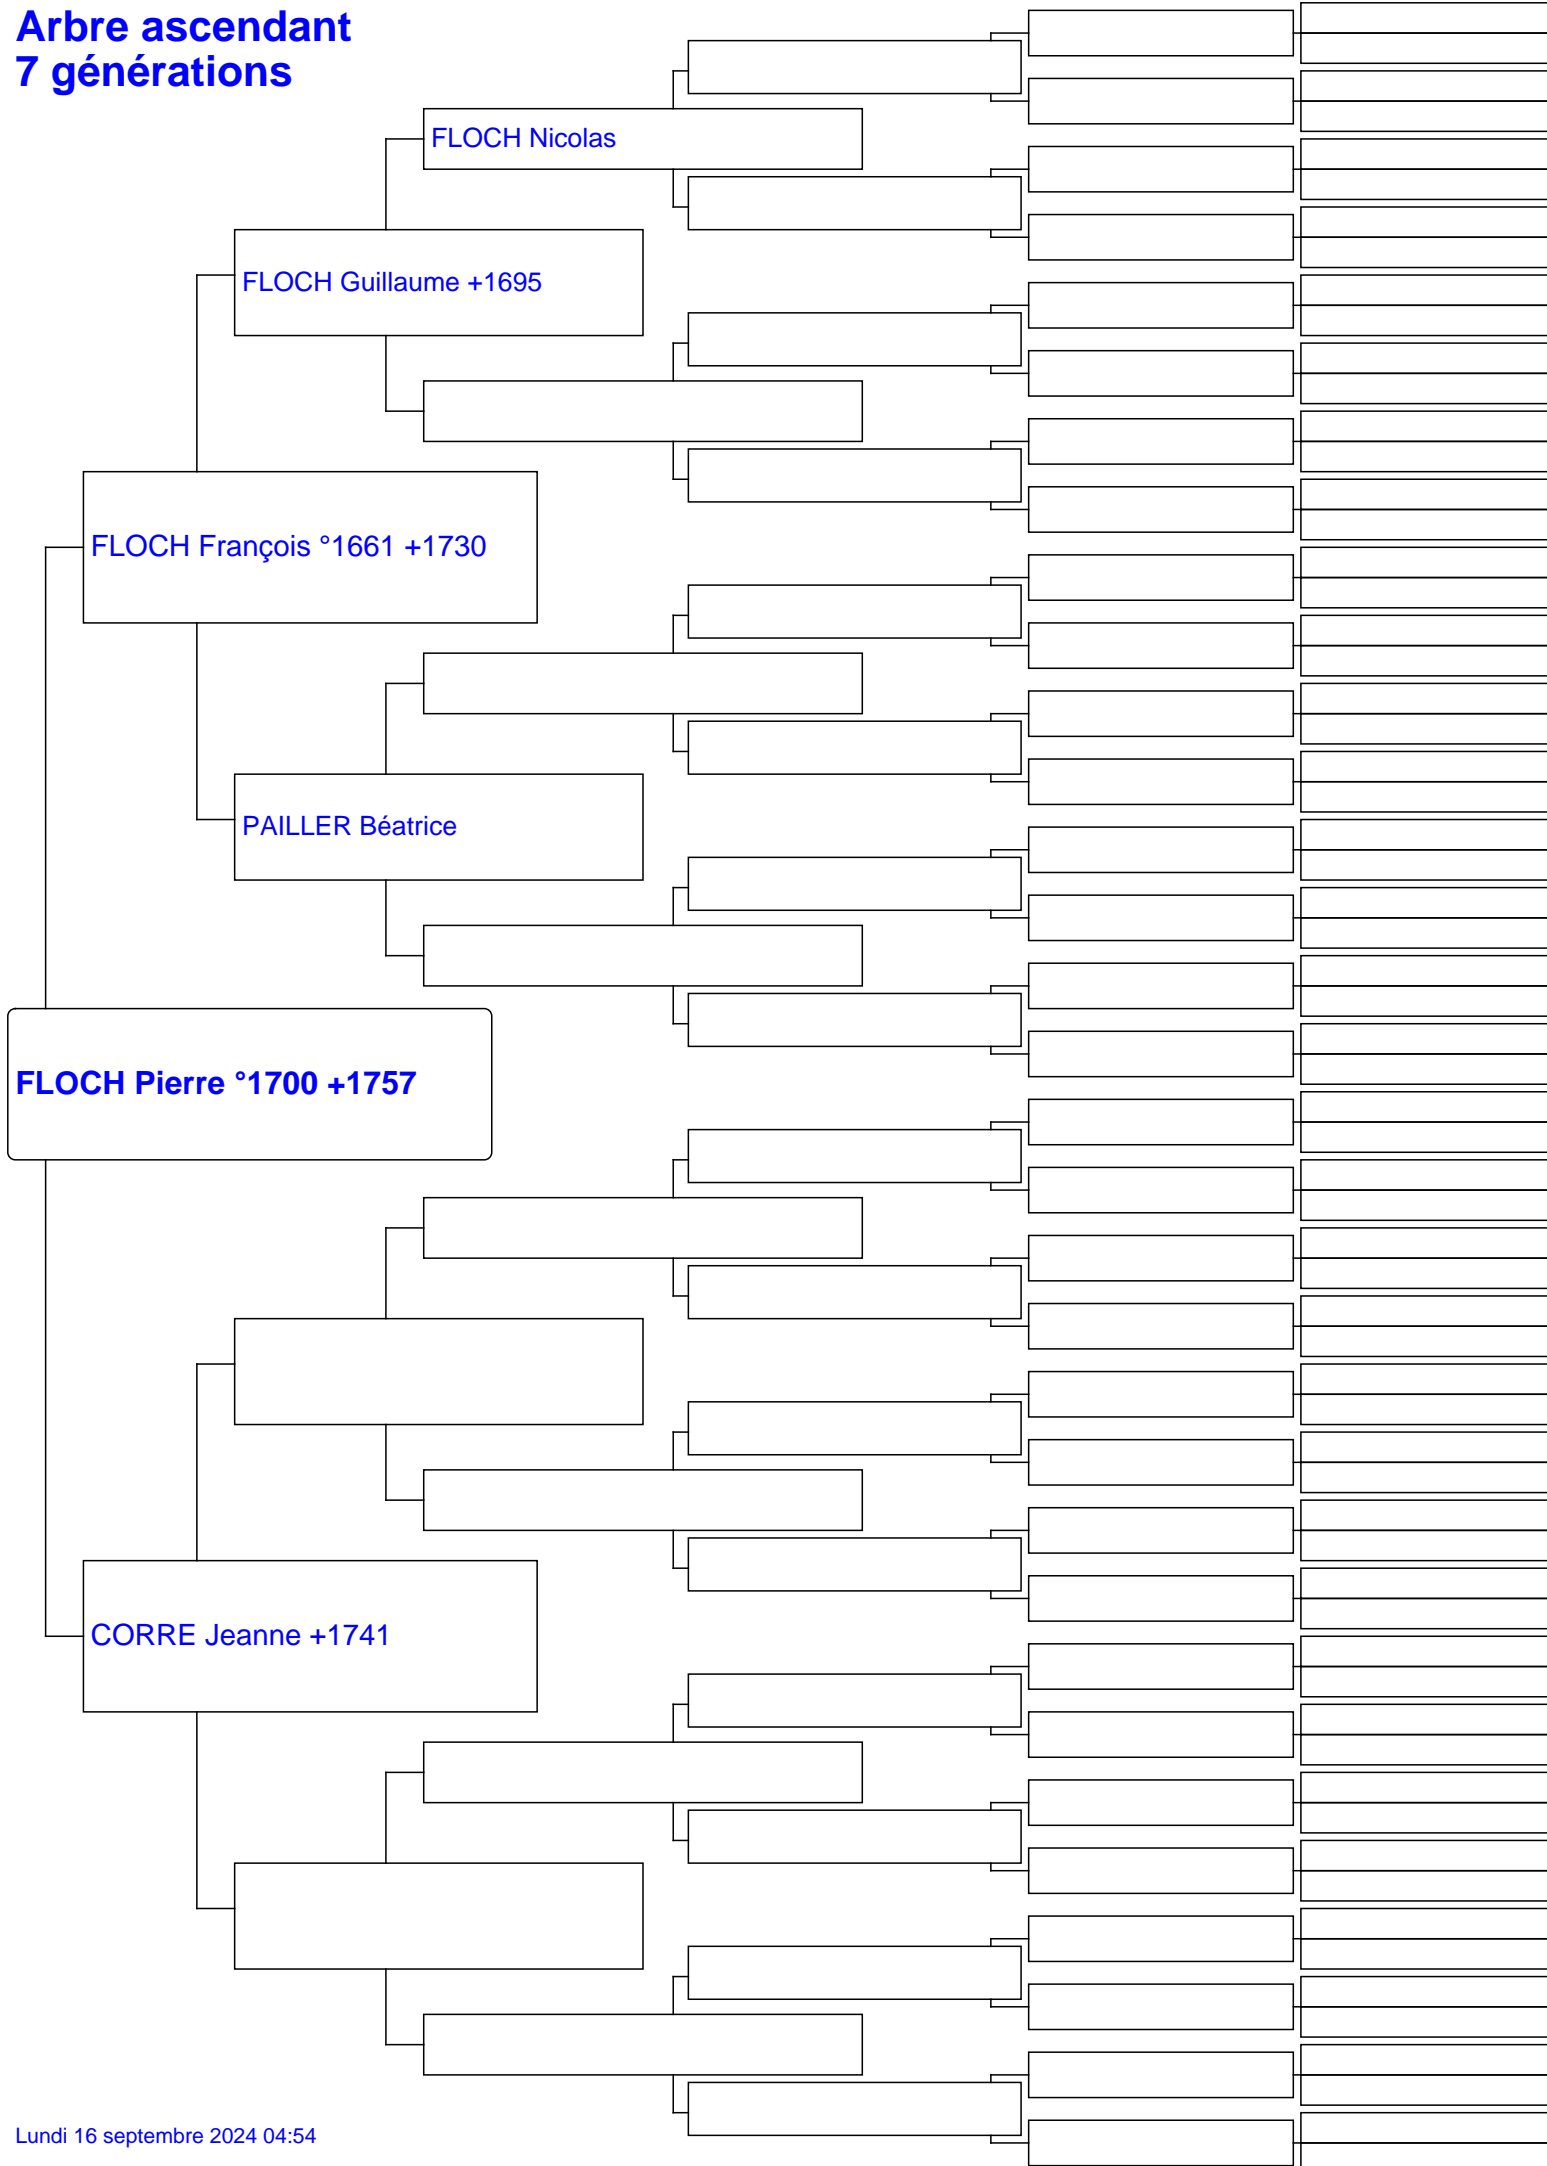 Arbre ascendant
7 générations
FLOCH Nicolas
FLOCH Guillaume +1695
FLOCH François °1661 +1730
PAILLER Béatrice
FLOCH Pierre °1700 +1757
CORRE Jeanne +1741
Lundi 16 septembre 2024 04:54